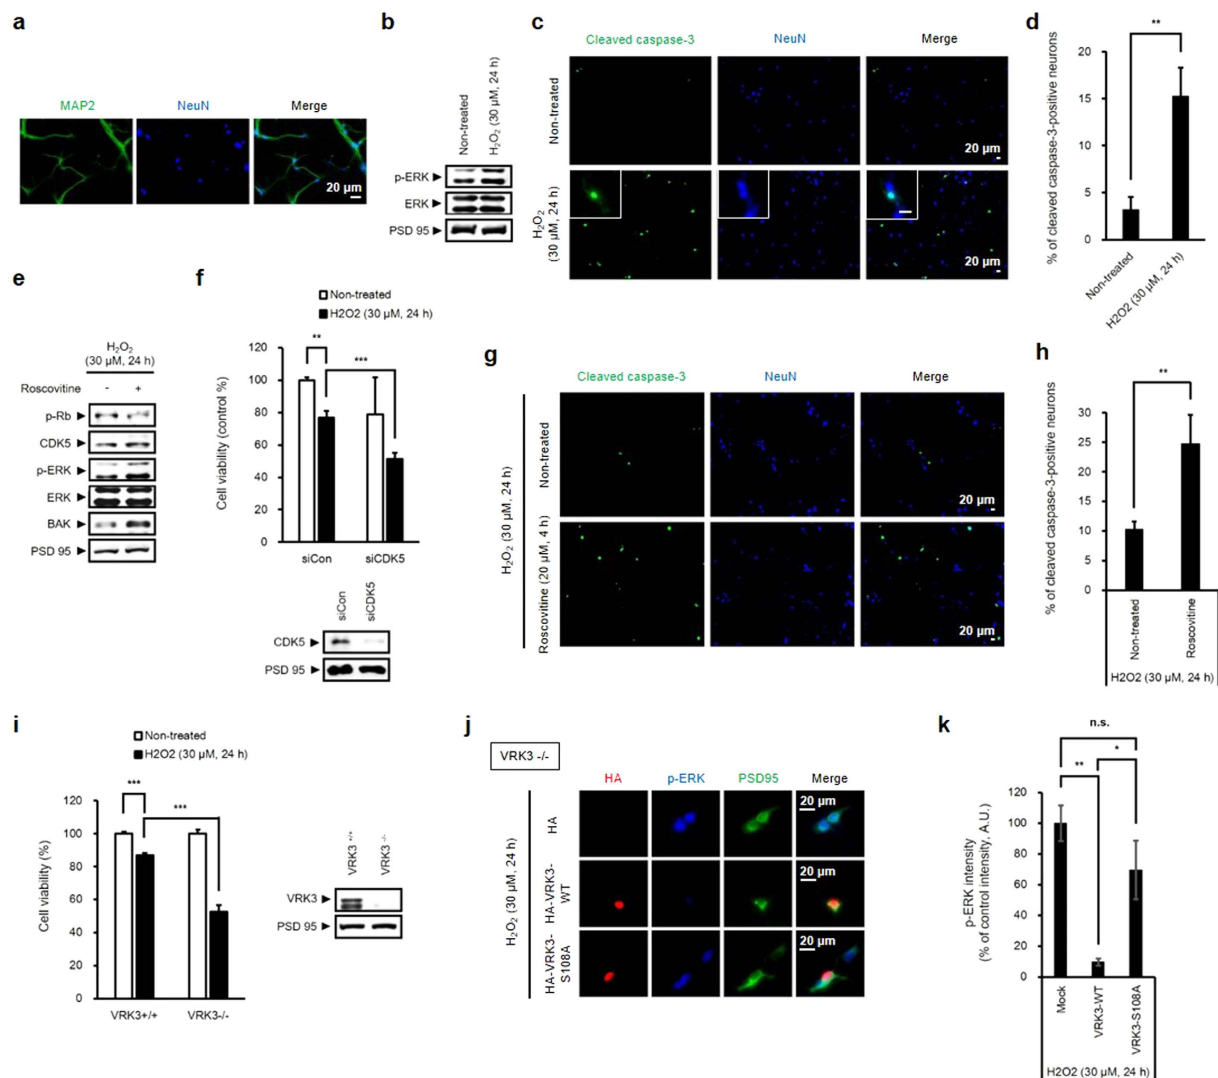 a
MAP2 NeuN Merge
20 µm
b
Non-treated
H2O2 (30 µM, 24 h)
p-ERK
ERK
PSD 95
c
Cleaved caspase-3 NeuN Merge
Non-treated
20 µm
H2O2
(30 µM, 24 h)
20 µm
d
**
% of cleaved caspase-3-positive neurons
20
15
10
5
0
Non-treated
H2O2 (30 µM, 24 h)
e
H2O2
(30 µM, 24 h)
Roscovitine - +
p-Rb
CDK5
p-ERK
ERK
BAK
PSD 95
f
Non-treated
H2O2 (30 µM, 24 h)
**
***
Cell viability (control %)
120
100
80
60
40
20
0
siCon siCDK5
siCon
siCDK5
CDK5
PSD 95
g
Cleaved caspase-3 NeuN Merge
H2O2 (30 µM, 24 h)
Non-treated
20 µm
Roscovitine (20 µM, 4 h)
20 µm
h
**
% of cleaved caspase-3-positive neurons
30
25
20
15
10
5
0
Non-treated
Roscovitine
H2O2 (30 µM, 24 h)
i
Non-treated
H2O2 (30 µM, 24 h)
***
***
Cell viability (%)
120
100
80
60
40
20
0
VRK3+/+ VRK3-/-
VRK3 +/+
VRK3 -/-
VRK3
PSD 95
j
VRK3 -/-
HA p-ERK PSD95 Merge
H2O2 (30 µM, 24 h)
HA
20 µm
HA-VRK3-
WT
20 µm
HA-VRK3-
S108A
20 µm
k
n.s.
**
*
p-ERK intensity
(% of control intensity, A.U.)
120
100
80
60
40
20
0
Mock
VRK3-WT
VRK3-S108A
H2O2 (30 µM, 24 h)